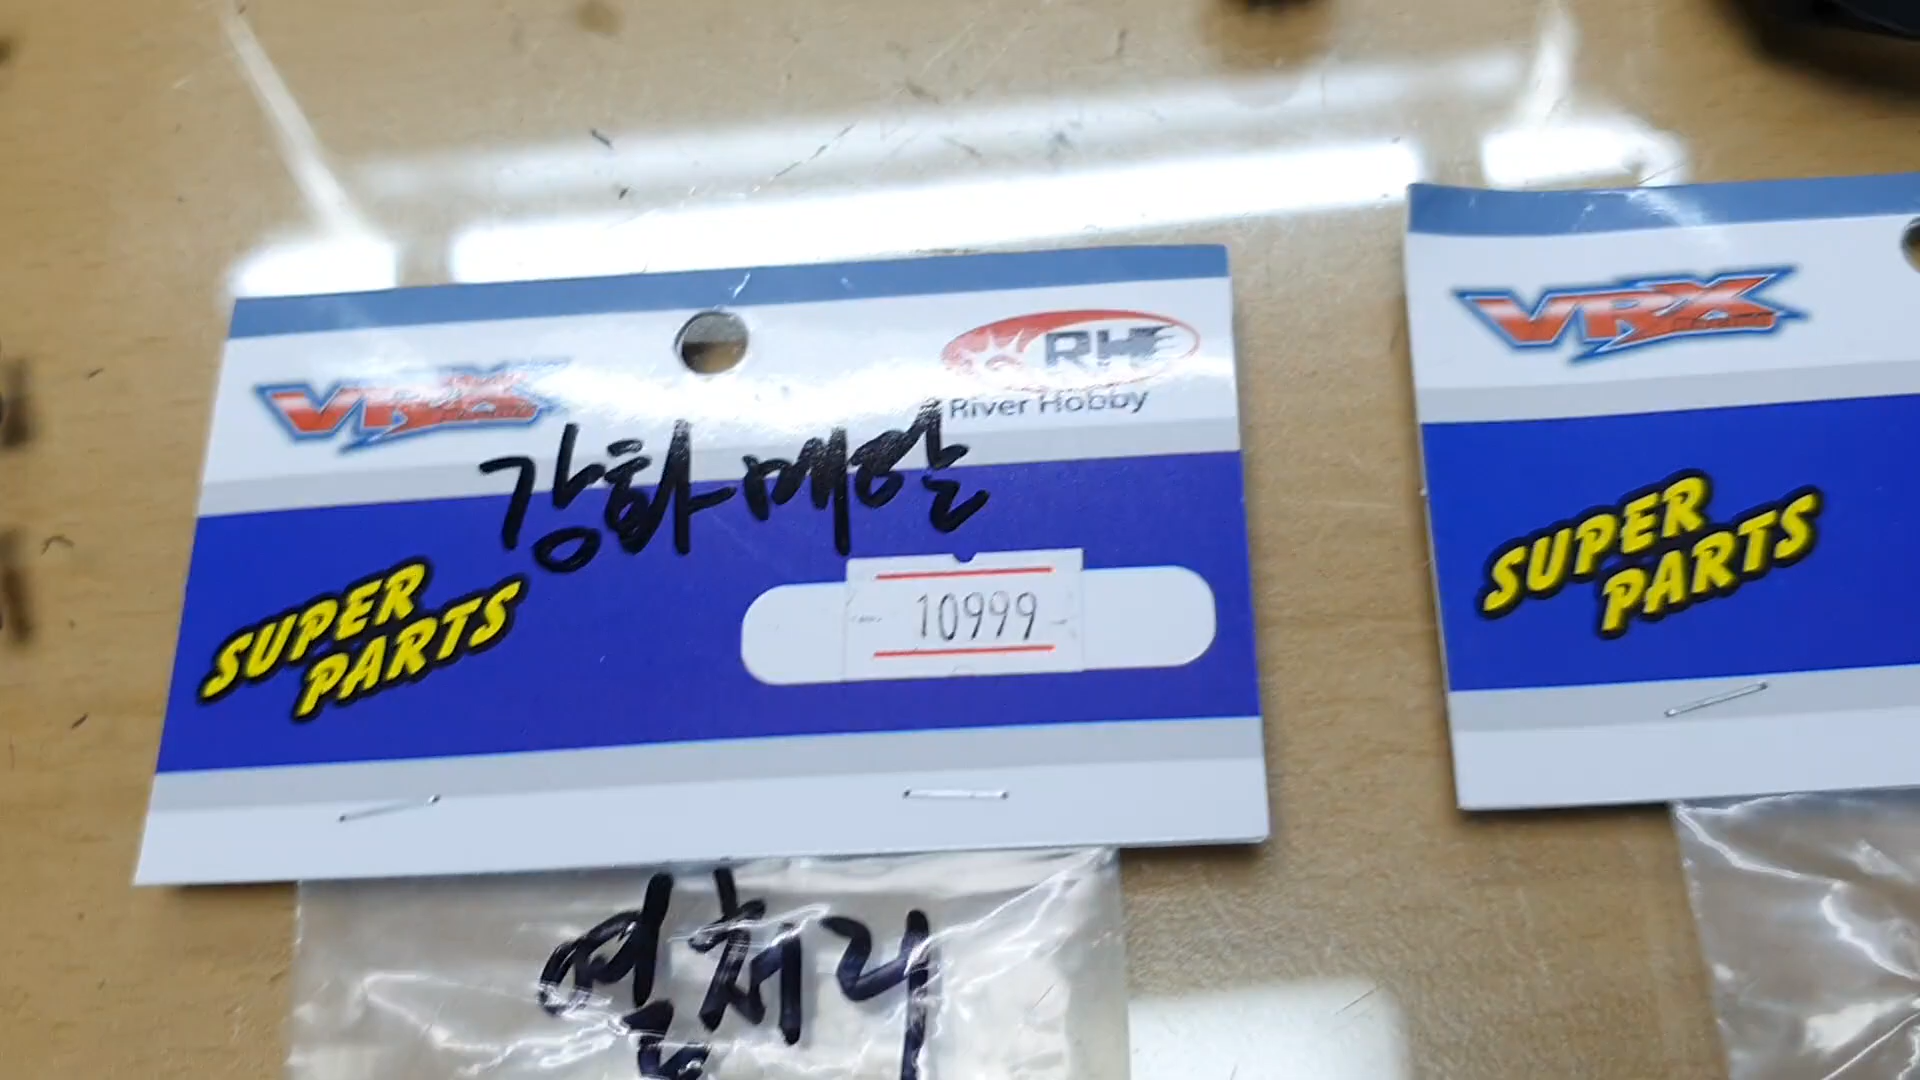 VRX
RH
River Hobby
강화메탈
SUPER
PARTS
10999
열처리
VRX
SUPER
PARTS